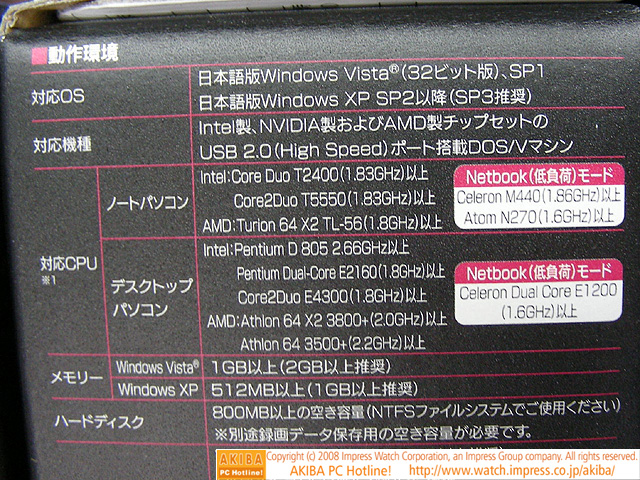 ■動作環境
対応OS
日本語版Windows Vista®(32ビット版)、SP1
日本語版Windows XP SP2以降(SP3推奨)
対応機種
Intel製、NVIDIA製およびAMD製チップセットの
USB 2.0(High Speed)ポート搭載DOS/Vマシン
対応CPU
※1
ノートパソコン
Intel:Core Duo T2400(1.83GHz)以上
Core2Duo T5550(1.83GHz)以上
AMD:Turion 64 X2 TL-56(1.8GHz)以上
Netbook(低負荷)モード
Celeron M440(1.86GHz)以上
Atom N270(1.6GHz)以上
デスクトップ
パソコン
Intel:Pentium D 805 2.66GHz以上
Pentium Dual-Core E2160(1.8GHz)以上
Core2Duo E4300(1.8GHz)以上
AMD:Athlon 64 X2 3800+(2.0GHz)以上
Athlon 64 3500+(2.2GHz)以上
Netbook(低負荷)モード
Celeron Dual Core E1200
(1.6GHz)以上
メモリー
Windows Vista®
1GB以上(2GB以上推奨)
Windows XP
512MB以上(1GB以上推奨)
ハードディスク
800MB以上の空き容量(NTFSファイルシステムでご使用ください)
※別途録画データ保存用の空き容量が必要です。
AKIBA
PC Hotline!
Copyright (c) 2008 Impress Watch Corporation, an Impress Group company. All rights reserved.
AKIBA PC Hotline! http://www.watch.impress.co.jp/akiba/